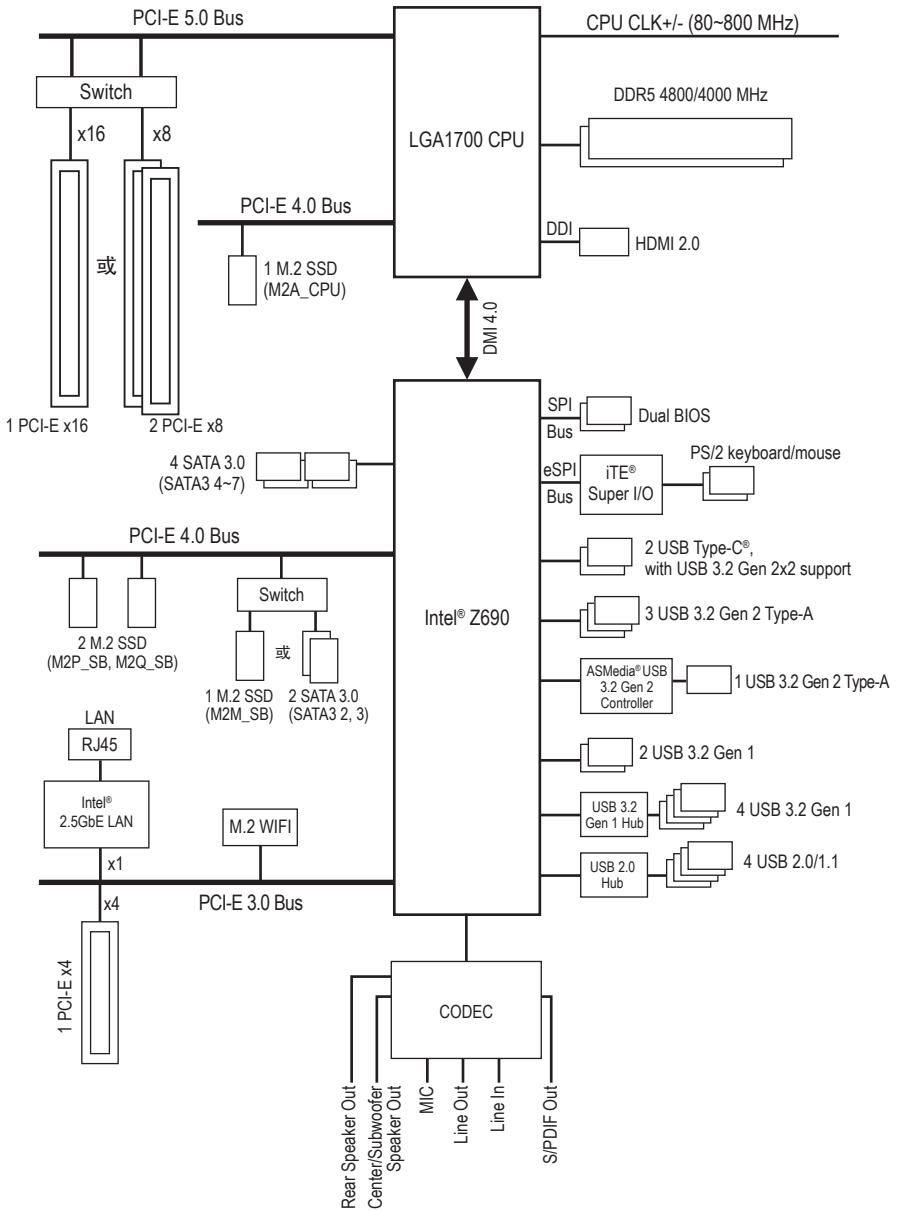 PCI-E 5.0 Bus
CPU CLK+/- (80~800 MHz)
Switch
x16
x8
LGA1700 CPU
DDR5 4800/4000 MHz
PCI-E 4.0 Bus
或
1 M.2 SSD
(M2A_CPU)
DDI
HDMI 2.0
DMI 4.0
1 PCI-E x16
2 PCI-E x8
SPI
Bus
Dual BIOS
4 SATA 3.0
(SATA3 4~7)
eSPI
Bus
iTE®
Super I/O
PS/2 keyboard/mouse
PCI-E 4.0 Bus
2 USB Type-C®,
with USB 3.2 Gen 2x2 support
Switch
Intel® Z690
3 USB 3.2 Gen 2 Type-A
2 M.2 SSD
(M2P_SB, M2Q_SB)
或
1 M.2 SSD
(M2M_SB)
2 SATA 3.0
(SATA3 2, 3)
ASMedia® USB
3.2 Gen 2
Controller
1 USB 3.2 Gen 2 Type-A
LAN
RJ45
2 USB 3.2 Gen 1
Intel®
2.5GbE LAN
M.2 WIFI
USB 3.2
Gen 1 Hub
4 USB 3.2 Gen 1
x1
USB 2.0
Hub
4 USB 2.0/1.1
PCI-E 3.0 Bus
x4
1 PCI-E x4
CODEC
Rear Speaker Out
Center/Subwoofer
Speaker Out
MIC
Line Out
Line In
S/PDIF Out